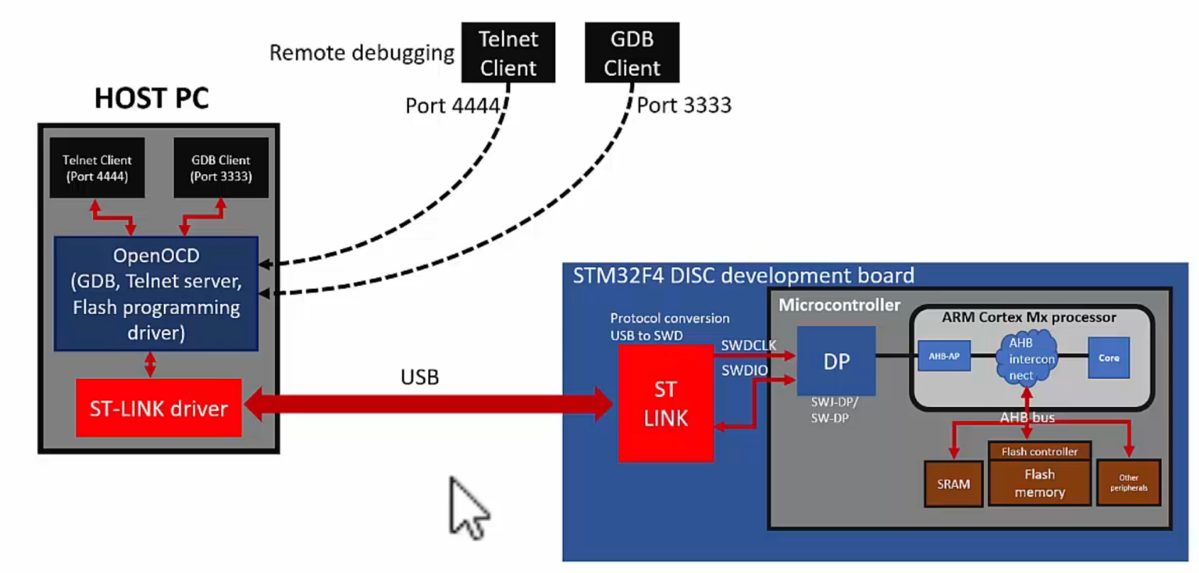 Remote debugging
Telnet
Client
GDB
Client
Port 4444
Port 3333
HOST PC
Telnet Client
(Port 4444)
GDB Client
(Port 3333)
OpenOCD
(GDB, Telnet server,
Flash programming
driver)
ST-LINK driver
USB
STM32F4 DISC development board
Protocol conversion
USB to SWD
ST
LINK
SWDCLK
SWDIO
Microcontroller
DP
SWJ-DP/
SW-DP
ARM Cortex Mx processor
AHB-AP
AHB
intercon
nect
Core
AHB bus
SRAM
Flash controller
Flash
memory
Other
peripherals